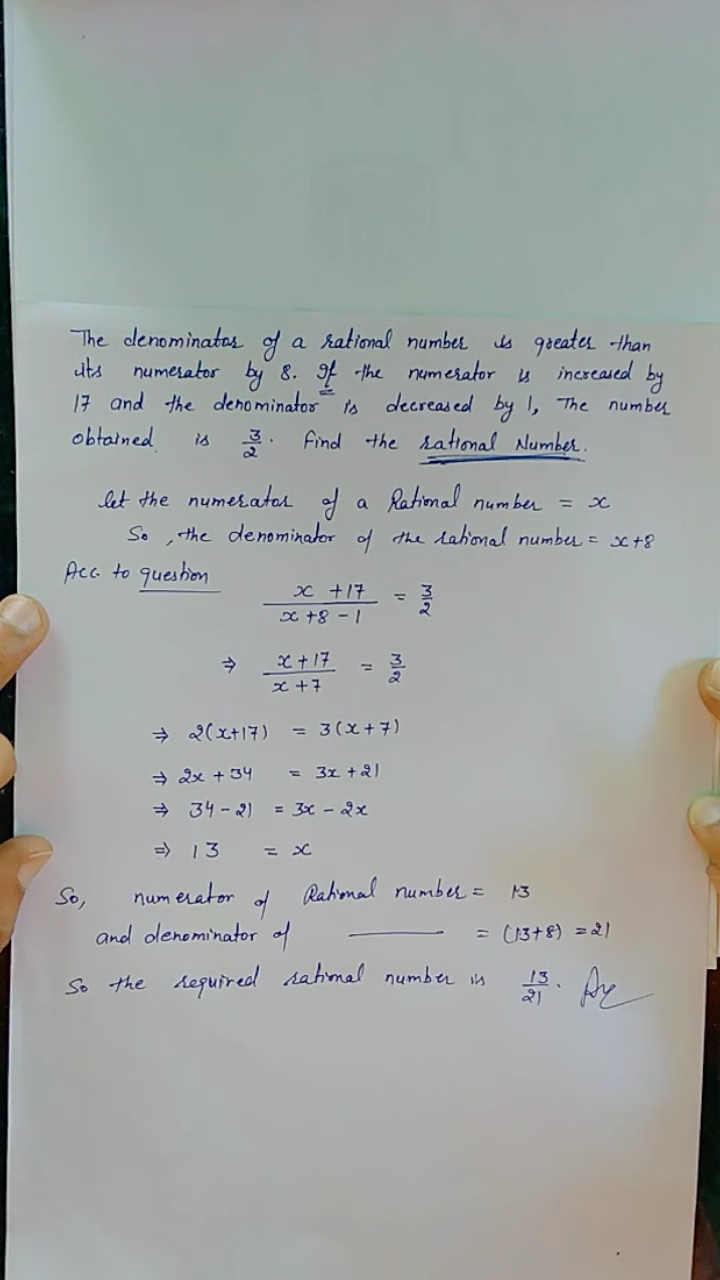 The denominator of a rational number is greater than
its numerator by 8. If the numerator is increased by
17 and the denominator is decreased by 1, The number
obtained is 3/2. Find the rational Number.
let the numerator of a Rational number = x
So, the denominator of the rational number = x+8
Acc to question
x +17 / x +8 -1 = 3/2
⇒ x+17 / x+7 = 3/2
⇒ 2(x+17) = 3(x+7)
⇒ 2x + 34 = 3x + 21
⇒ 34 - 21 = 3x - 2x
⇒ 13 = x
So, numerator of Rational number = 13
and denominator of ——— = (13+8) = 21
So the required rational number is 13/21.